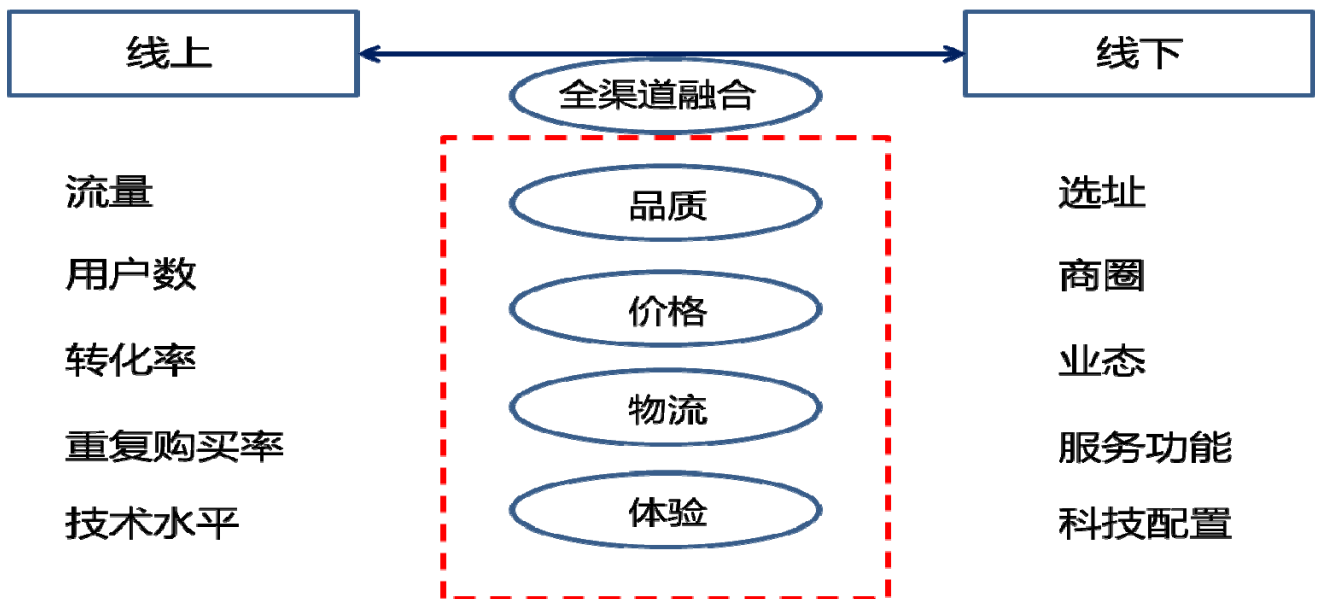 线上
线下
全渠道融合
流量
品质
选址
用户数
价格
商圈
转化率
物流
业态
重复购买率
服务功能
技术水平
体验
科技配置